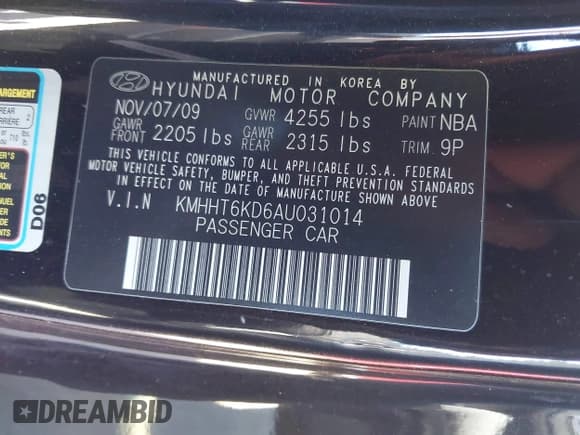 MANUFACTURED IN KOREA BY
HYUNDAI MOTOR COMPANY
NOV/07/09 GVWR 4255 lbs PAINT NBA
GAWR FRONT 2205 lbs GAWR REAR 2315 lbs TRIM 9P
THIS VEHICLE CONFORMS TO ALL APPLICABLE U.S.A. FEDERAL
MOTOR VEHICLE SAFETY, BUMPER, AND THEFT PREVENTION STANDARDS
IN EFFECT ON THE DATE OF MANUFACTURE SHOWN ABOVE
V.I.N KMHHT6KD6AU031014
PASSENGER CAR
REAR 2
D06
DREAMBID